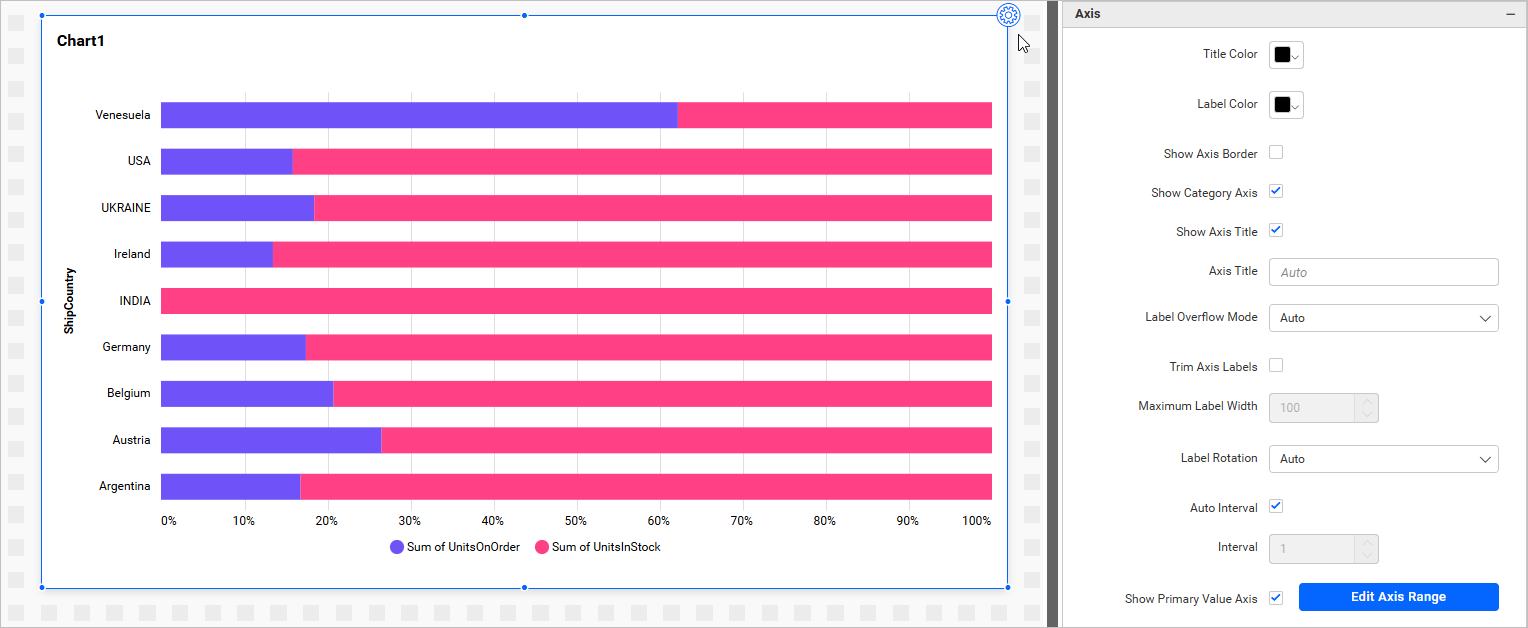 Chart1
Venesuela
USA
UKRAINE
Ireland
INDIA
Germany
Belgium
Austria
Argentina
ShipCountry
0% 10% 20% 30% 40% 50% 60% 70% 80% 90% 100%
Sum of UnitsOnOrder Sum of UnitsInStock
Axis
Title Color
Label Color
Show Axis Border
Show Category Axis
Show Axis Title
Axis Title Auto
Label Overflow Mode Auto
Trim Axis Labels
Maximum Label Width 100
Label Rotation Auto
Auto Interval
Interval 1
Show Primary Value Axis Edit Axis Range